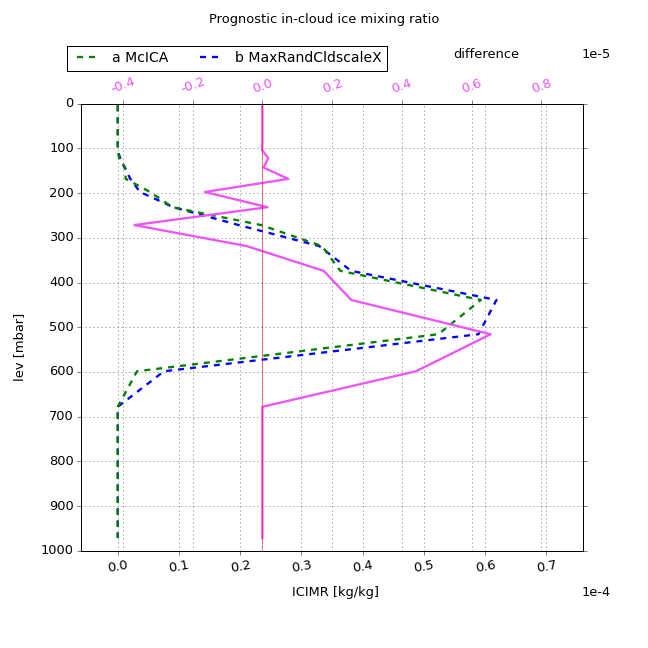 Prognostic in-cloud ice mixing ratio
a McICA b MaxRandCldscaleX difference 1e-5
-0.4 -0.2 0.0 0.2 0.4 0.6 0.8
0
100
200
300
400
500
600
700
800
900
1000
lev [mbar]
0.0 0.1 0.2 0.3 0.4 0.5 0.6 0.7
ICIMR [kg/kg] 1e-4